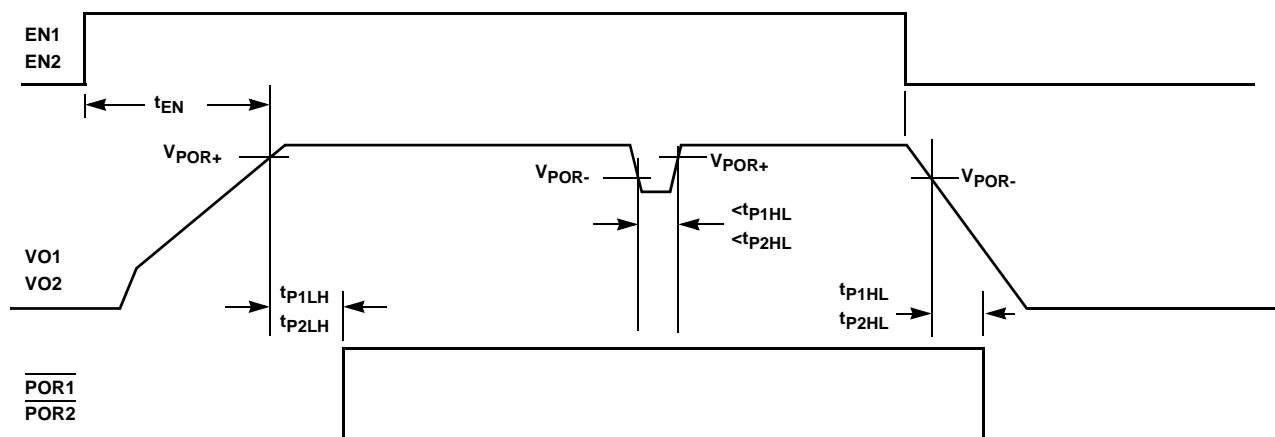 EN1
EN2
tEN
VPOR+
VPOR-
VPOR+
VPOR-
<tP1HL
<tP2HL
VO1
VO2
tP1LH
tP2LH
tP1HL
tP2HL
POR1
POR2